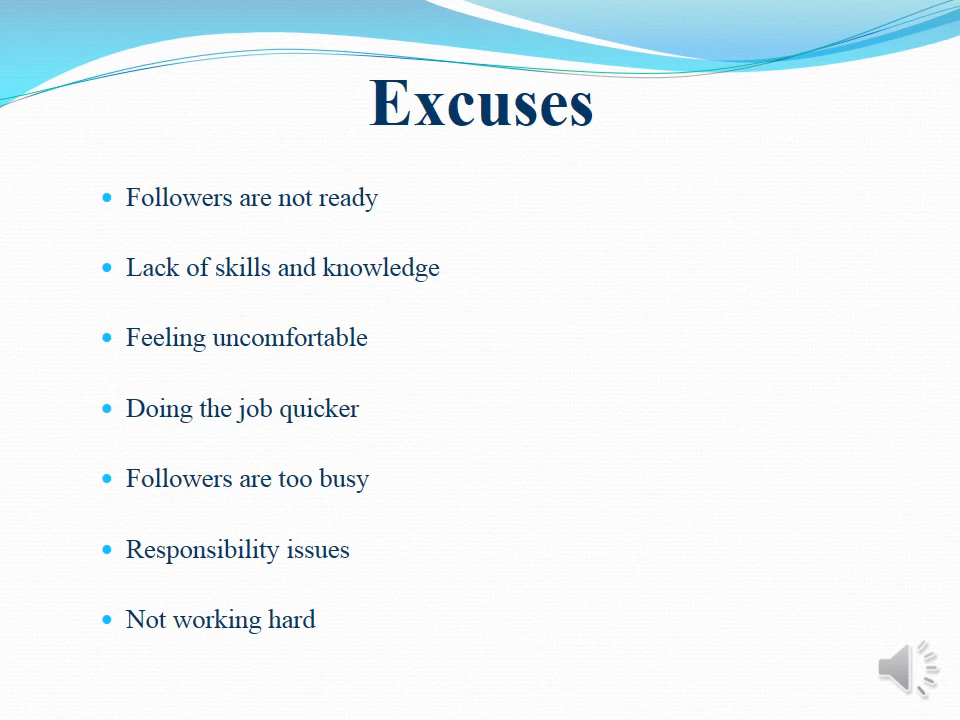 Excuses
• Followers are not ready
• Lack of skills and knowledge
• Feeling uncomfortable
• Doing the job quicker
• Followers are too busy
• Responsibility issues
• Not working hard